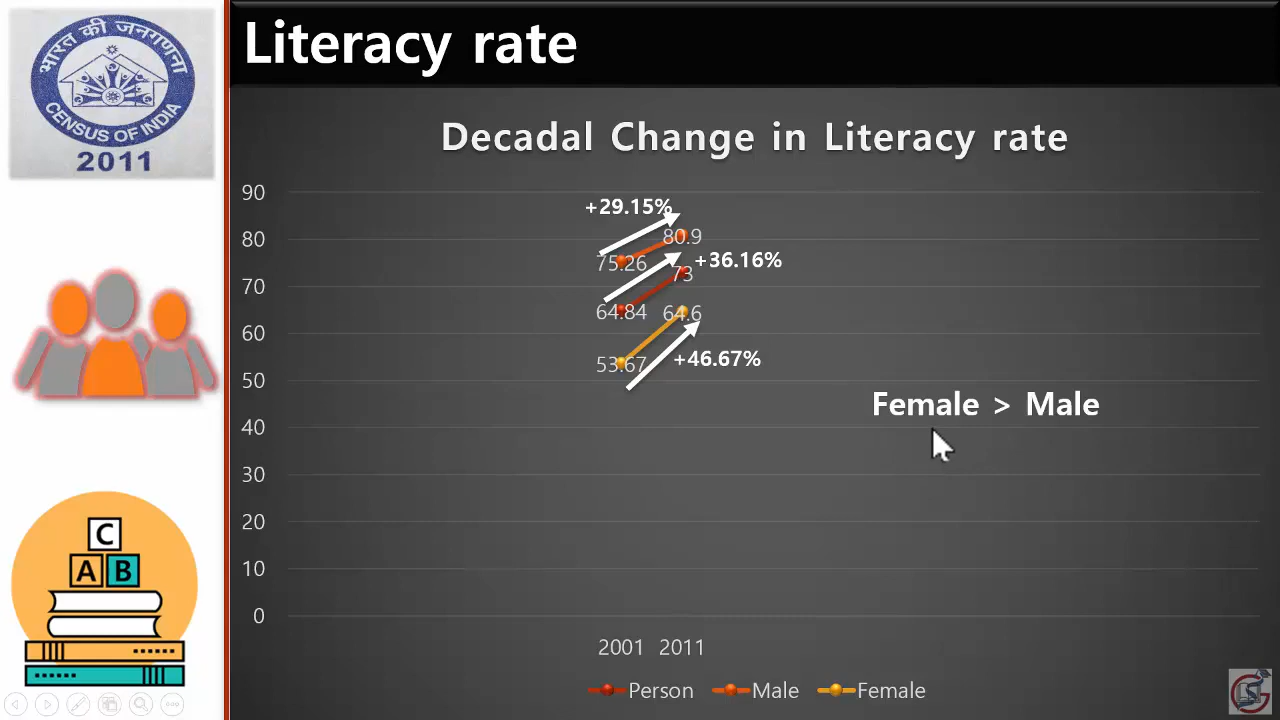 भारत की जनगणना
CENSUS OF INDIA
2011
C
A B
Literacy rate
Decadal Change in Literacy rate
90
80
70
60
50
40
30
20
10
0
+29.15%
80.9
75.26
+36.16%
73
64.84 64.6
+46.67%
53.67
Female > Male
2001 2011
Person Male Female